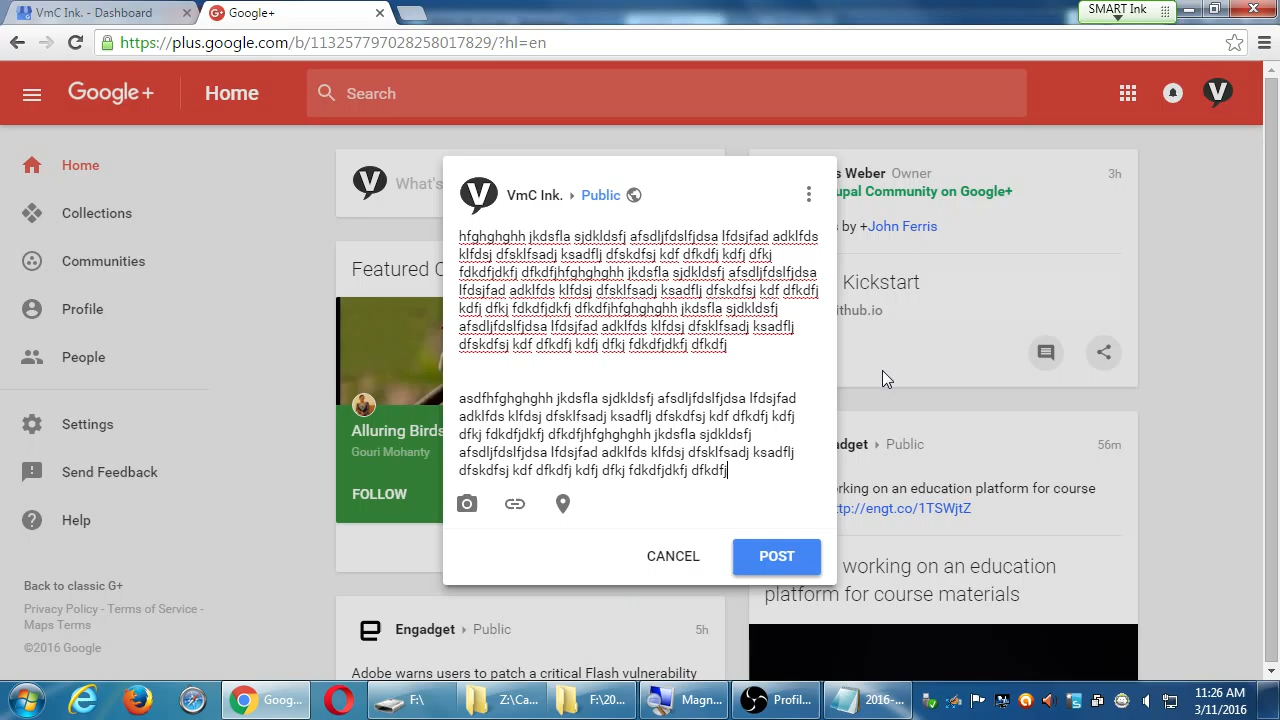 VmC Ink. - Dashboard
Google+
SMART Ink
https://plus.google.com/b/113257797028258017829/?hl=en
Google+
Home
Search
Home
Collections
Communities
Profile
People
Settings
Send Feedback
Help
Back to classic G+
Privacy Policy - Terms of Service -
Maps Terms
©2016 Google
What's
Featured C
Alluring Birds
Gouri Mohanty
FOLLOW
Engadget Public
5h
Adobe warns users to patch a critical Flash vulnerability
VmC Ink. Public
hfghghghh jkdsfla sjdkldsfj afsdljfdslfjdsa lfdsjfad adklfds
klfdsj dfsklfsadj ksadflj dfskdfsj kdf dfkdfj kdfj dfkj
fdkdfjdkfj dfkdfjhfghghghh jkdsfla sjdkldsfj afsdljfdslfjdsa
lfdsjfad adklfds klfdsj dfsklfsadj ksadflj dfskdfsj kdf dfkdfj
kdfj dfkj fdkdfjdkfj dfkdfjhfghghghh jkdsfla sjdkldsfj
afsdljfdslfjdsa lfdsjfad adklfds klfdsj dfsklfsadj ksadflj
dfskdfsj kdf dfkdfj kdfj dfkj fdkdfjdkfj dfkdfj
asdfhfghghghh jkdsfla sjdkldsfj afsdljfdslfjdsa lfdsjfad
adklfds klfdsj dfsklfsadj ksadflj dfskdfsj kdf dfkdfj kdfj
dfkj fdkdfjdkfj dfkdfjhfghghghh jkdsfla sjdkldsfj
afsdljfdslfjdsa lfdsjfad adklfds klfdsj dfsklfsadj ksadflj
dfskdfsj kdf dfkdfj kdfj dfkj fdkdfjdkfj dfkdfj
CANCEL
POST
s Weber Owner
3h
upal Community on Google+
by +John Ferris
Kickstart
ithub.io
adget Public
56m
rking on an education platform for course
ttp://engt.co/1TSWjtZ
working on an education
platform for course materials
Goog...
F:\
Z:\Ca...
F:\20...
Magn...
Profil...
2016-...
11:26 AM
3/11/2016